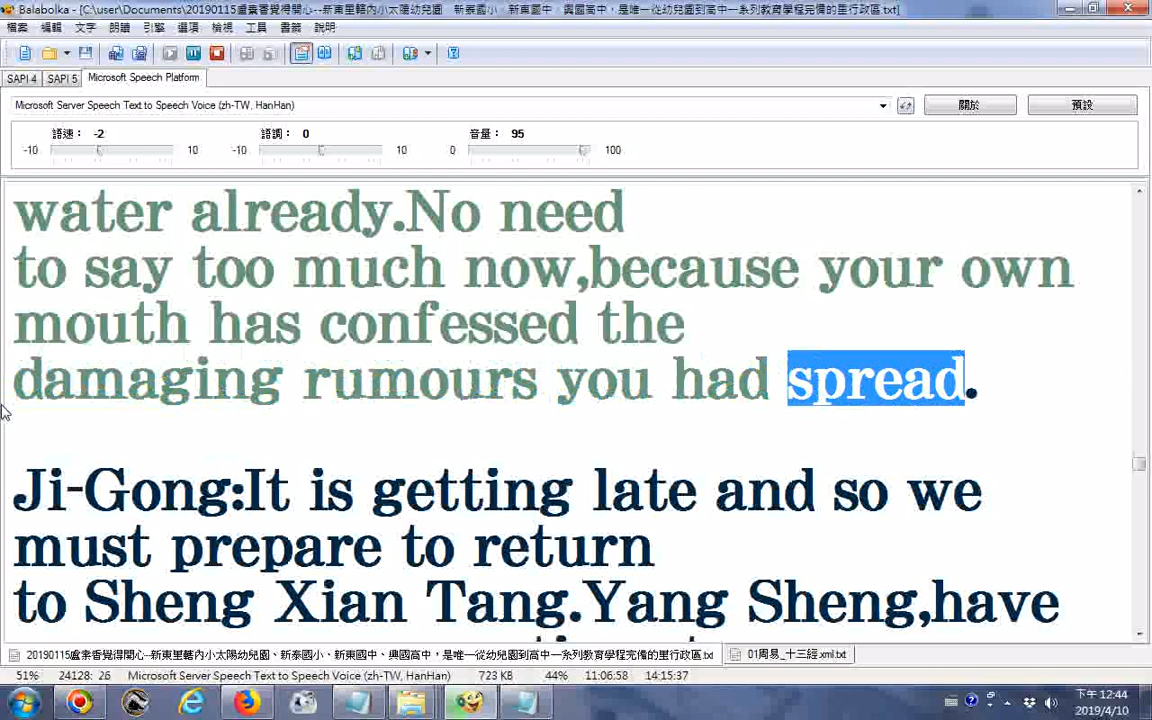 Balabolka - [C:\user\Documents\20190115盧素香覺得開心--新東里轄內小太陽幼兒園、新泰國小、新東國中、興國高中，是唯一從幼兒園到高中一系列教育學程完備的里行政區.txt]
檔案 編輯 文字 朗讀 引擎 選項 檢視 工具 書籤 說明
SAPI 4 SAPI 5 Microsoft Speech Platform
Microsoft Server Speech Text to Speech Voice (zh-TW, HanHan) 關於 預設
語速： -2 語調： 0 音量： 95
-10 10 -10 10 0 100
water already.No need
to say too much now,because your own
mouth has confessed the
damaging rumours you had spread.
Ji-Gong:It is getting late and so we
must prepare to return
to Sheng Xian Tang.Yang Sheng,have
20190115盧素香覺得開心--新東里轄內小太陽幼兒園、新泰國小、新東國中、興國高中，是唯一從幼兒園到高中一系列教育學程完備的里行政區.txt 01周易_十三經.xml.txt
51% 24128: 26 Microsoft Server Speech Text to Speech Voice (zh-TW, HanHan) 723 KB 44% 11:06:58 14:15:37
下午 12:44
2019/4/10